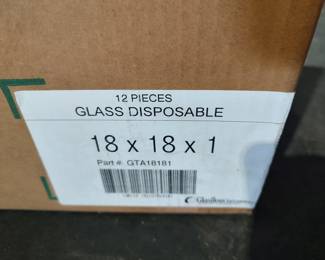 12 PIECES
GLASS DISPOSABLE
18 x 18 x 1
Part #: GTA18181